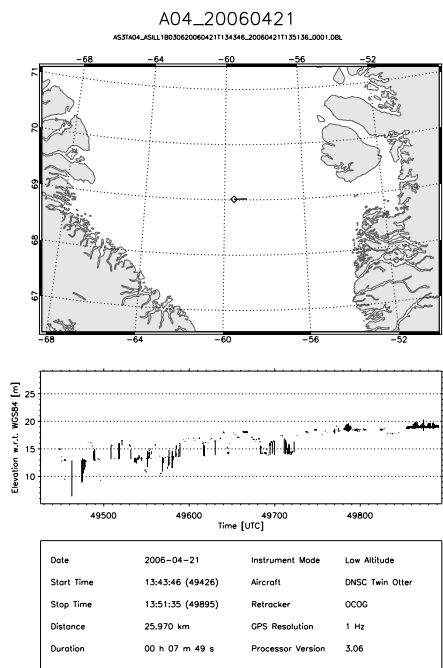 A04_20060421
AS3TA04_ASIWL1B030620060421T134346_20060421T135136_0001.DBL
-68 -64 -60 -56 -52
71
70
69
68
67
-68 -64 -60 -56 -52
Elevation w.r.t. WGS84 [m]
25
20
15
10
49500 49600 49700 49800
Time [UTC]
Date 2006-04-21 Instrument Mode Low Altitude
Start Time 13:43:46 (49426) Aircraft DNSC Twin Otter
Stop Time 13:51:35 (49895) Retracker OCOG
Distance 25.970 km GPS Resolution 1 Hz
Duration 00 h 07 m 49 s Processor Version 3.06